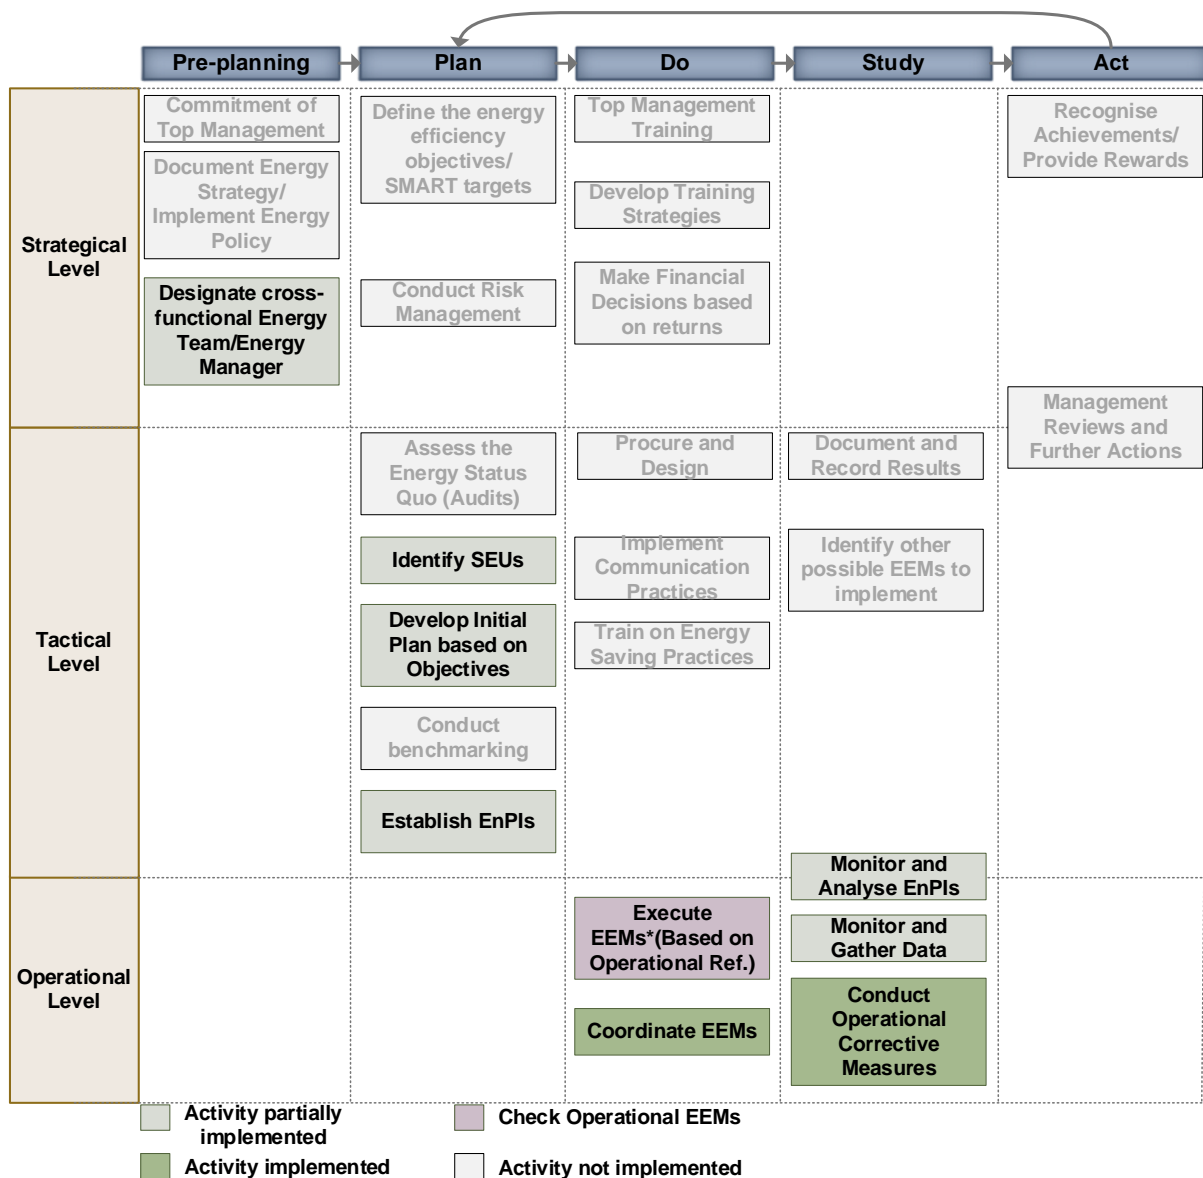 Pre-planning
Plan
Do
Study
Act
Strategical
Level
Commitment of
Top Management
Document Energy
Strategy/
Implement Energy
Policy
Designate cross-
functional Energy
Team/Energy
Manager
Define the energy
efficiency
objectives/
SMART targets
Conduct Risk
Management
Top Management
Training
Develop Training
Strategies
Make Financial
Decisions based
on returns
Recognise
Achievements/
Provide Rewards
Management
Reviews and
Further Actions
Tactical
Level
Assess the
Energy Status
Quo (Audits)
Identify SEUs
Develop Initial
Plan based on
Objectives
Conduct
benchmarking
Establish EnPIs
Procure and
Design
Implement
Communication
Practices
Train on Energy
Saving Practices
Document and
Record Results
Identify other
possible EEMs to
implement
Monitor and
Analyse EnPIs
Operational
Level
Execute
EEMs*(Based on
Operational Ref.)
Coordinate EEMs
Monitor and
Gather Data
Conduct
Operational
Corrective
Measures
Activity partially
implemented
Check Operational EEMs
Activity implemented
Activity not implemented